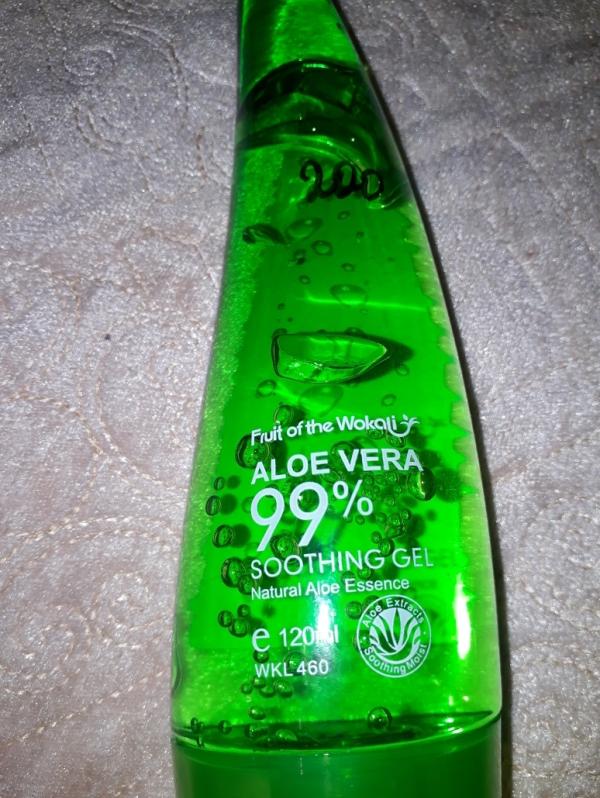 200
Fruit of the Wokali
ALOE VERA
99%
SOOTHING GEL
Natural Aloe Essence
e 120ml
WKL 460
Aloe Extracts
Soothing Moist